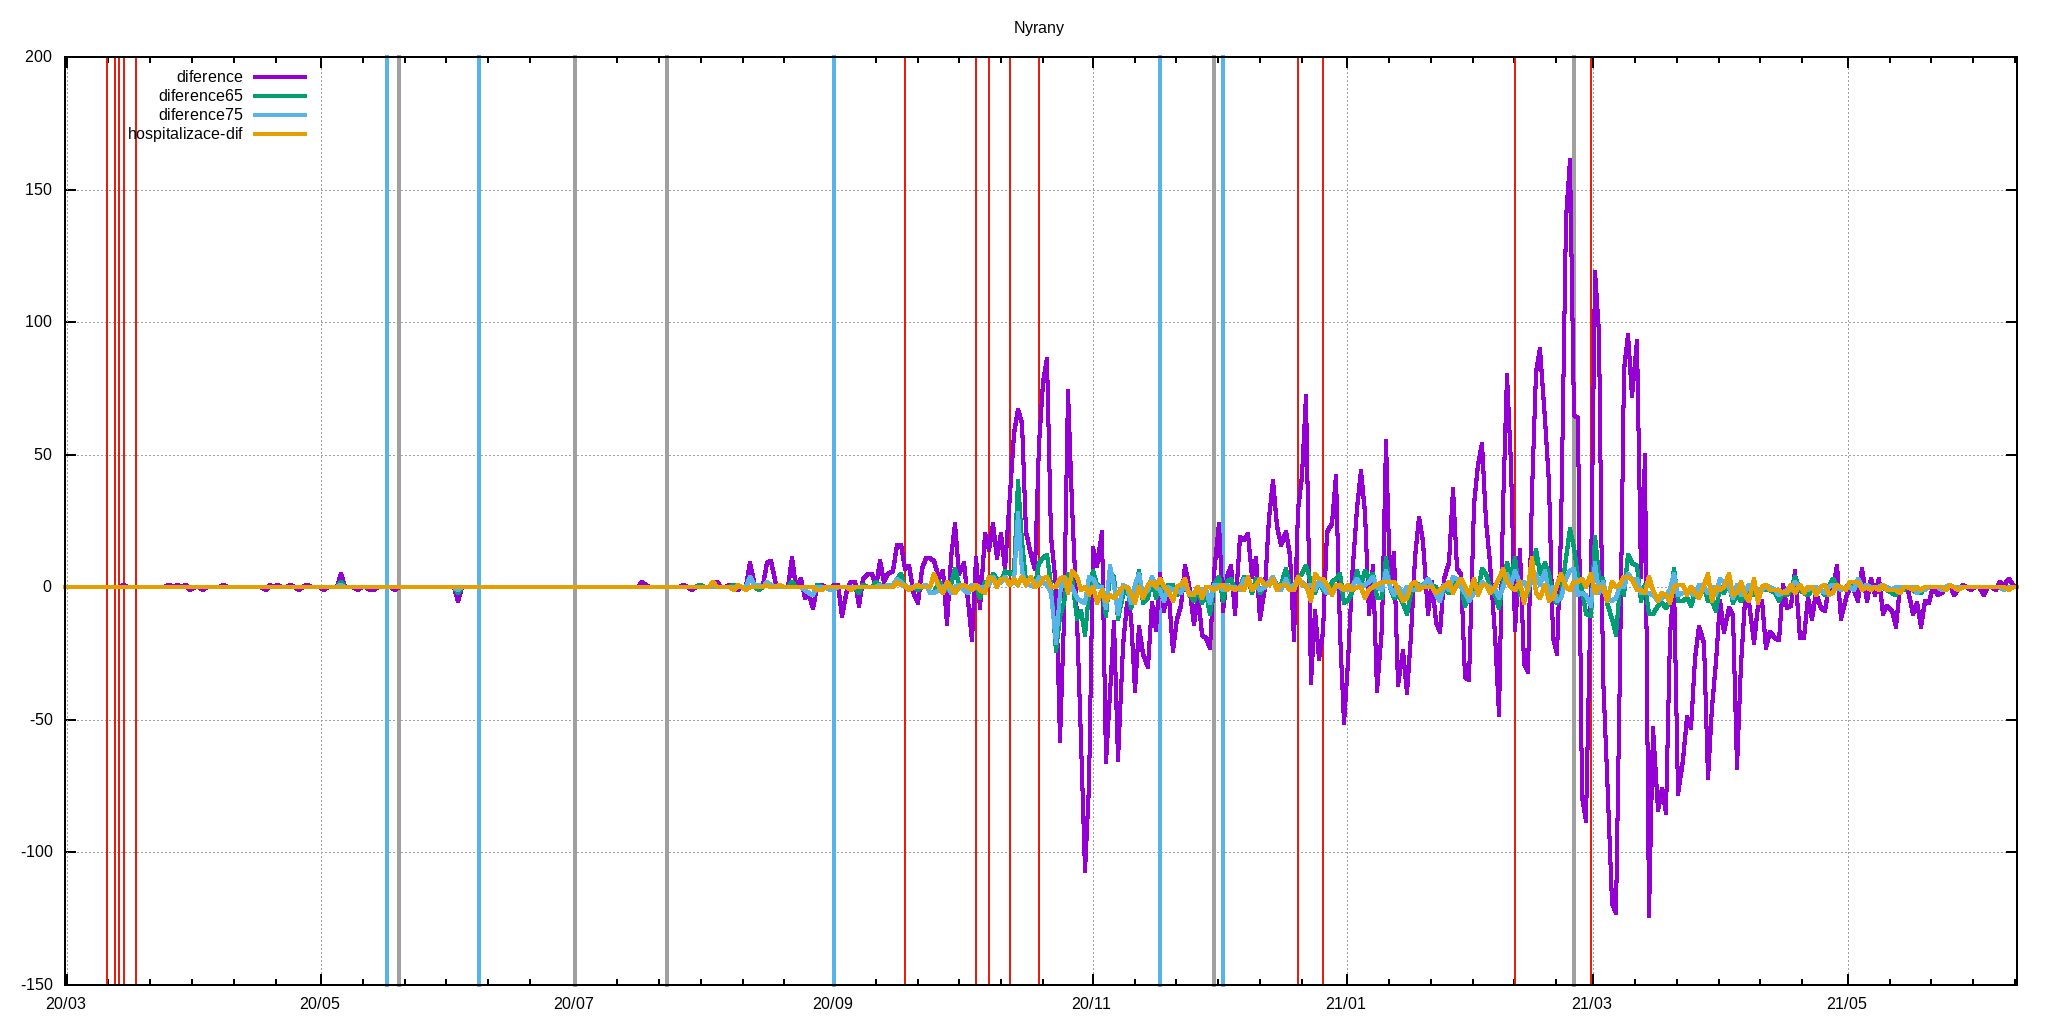 Nyrany
200
diference
diference65
diference75
hospitalizace-dif
150
100
50
0
-50
-100
-150
20/03 20/05 20/07 20/09 20/11 21/01 21/03 21/05